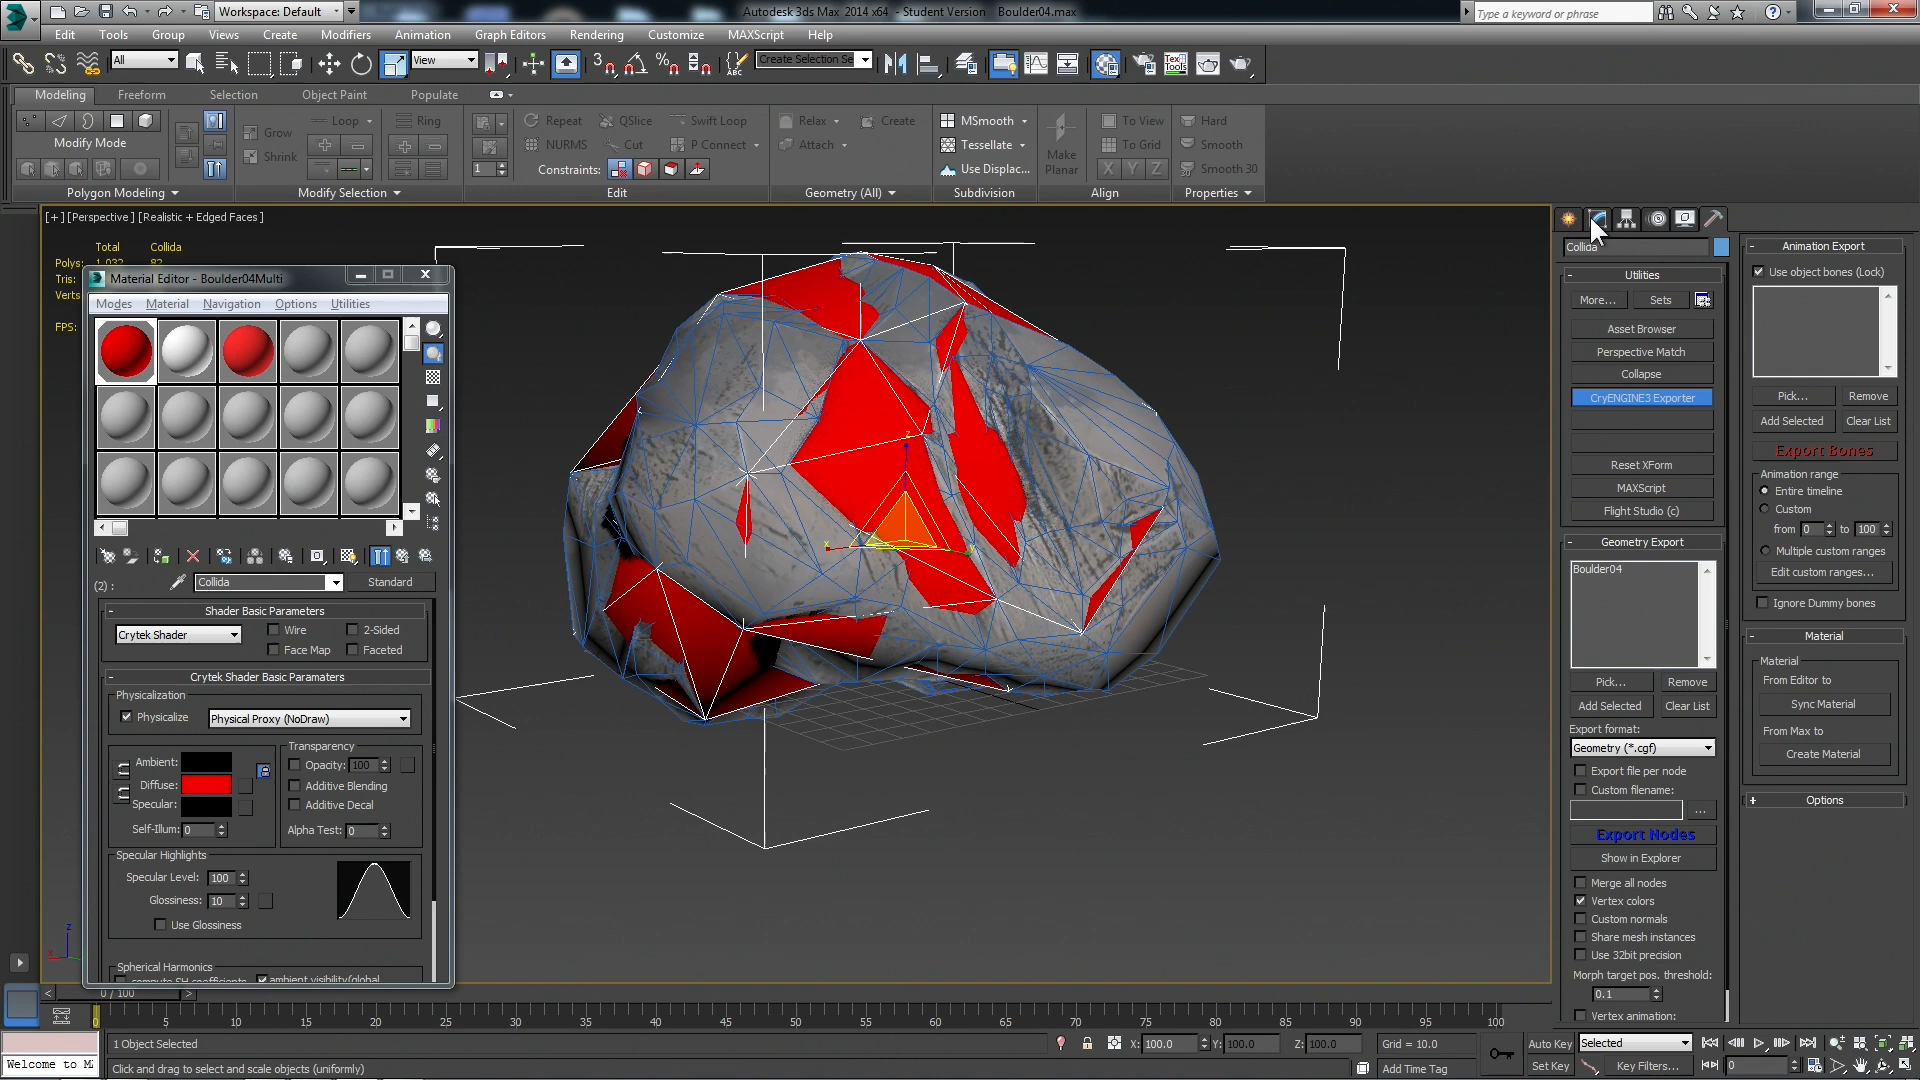 Workspace: Default
Autodesk 3ds Max 2014 x64 - Student Version Boulder04.max
Type a keyword or phrase
Edit Tools Group Views Create Modifiers Animation Graph Editors Rendering Customize MAXScript Help
All View Create Selection Se
Modeling Freeform Selection Object Paint Populate
Grow Loop Ring Repeat QSlice Swift Loop Relax Create MSmooth To View Hard
Modify Mode Shrink NURMS Cut P Connect Attach Tessellate Make Planar To Grid Smooth
1 Constraints: Use Displac... X Y Z Smooth 30
Polygon Modeling Modify Selection Edit Geometry (All) Subdivision Align Properties
[+] [Perspective] [Realistic + Edged Faces]
Total Collida
Polys: 1,032 82
Tris:
Verts
FPS:
Material Editor - Boulder04Multi
Modes Material Navigation Options Utilities
(2) : Collida Standard
Shader Basic Parameters
Crytek Shader Wire 2-Sided
Face Map Faceted
Crytek Shader Basic Paramaters
Physicalization
Physicalize Physical Proxy (NoDraw)
Transparency
Ambient: Opacity: 100
Diffuse: Additive Blending
Specular: Additive Decal
Self-Illum: 0 Alpha Test: 0
Specular Highlights
Specular Level: 100
Glossiness: 10
Use Glossiness
Spherical Harmonics
compute SH coefficients ambient visibility/global
z
x
y
z
x
Collida
Utilities
More... Sets
Asset Browser
Perspective Match
Collapse
CryENGINE3 Exporter
Reset XForm
MAXScript
Flight Studio (c)
Geometry Export
Boulder04
Pick... Remove
Add Selected Clear List
Export format:
Geometry (*.cgf)
Export file per node
Custom filename:
...
Export Nodes
Show in Explorer
Merge all nodes
Vertex colors
Custom normals
Share mesh instances
Use 32bit precision
Morph target pos. threshold:
0.1
Vertex animation:
Animation Export
Use object bones (Lock)
Pick... Remove
Add Selected Clear List
Export Bones
Animation range
Entire timeline
Custom
from 0 to 100
Multiple custom ranges
Edit custom ranges...
Ignore Dummy bones
Material
Material
From Editor to
Sync Material
From Max to
Create Material
Options
0 / 100
0 5 10 15 20 25 30 35 40 45 50 55 60 65 70 75 80 85 90 95 100
1 Object Selected X: 100.0 Y: 100.0 Z: 100.0 Grid = 10.0 Auto Key Selected
Welcome to M Click and drag to select and scale objects (uniformly) Add Time Tag Set Key Key Filters... 0